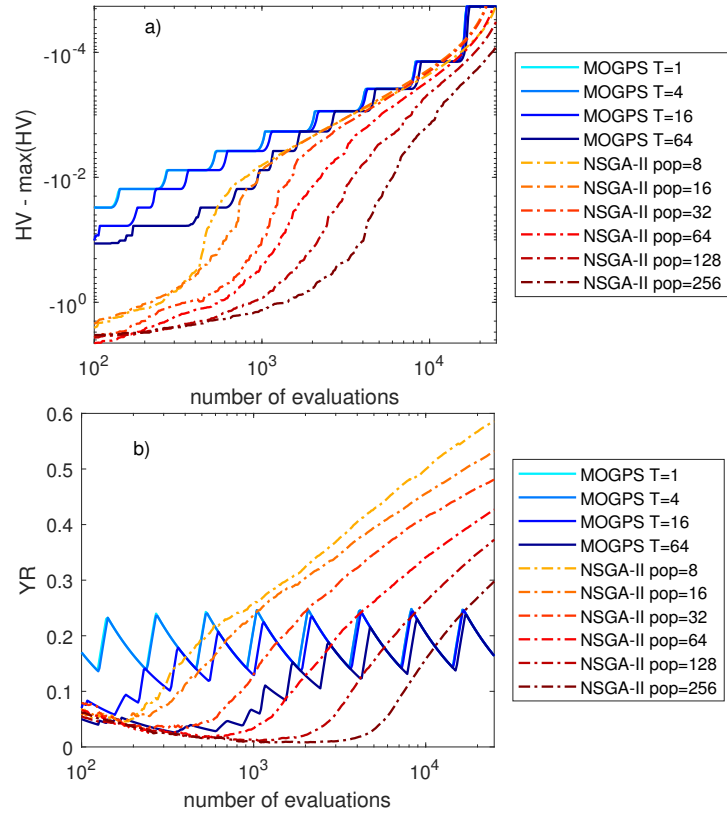 a)
-10^-4
-10^-2
-10^0
HV - max(HV)
10^2
10^3
10^4
number of evaluations
MOGPS T=1
MOGPS T=4
MOGPS T=16
MOGPS T=64
NSGA-II pop=8
NSGA-II pop=16
NSGA-II pop=32
NSGA-II pop=64
NSGA-II pop=128
NSGA-II pop=256
b)
0.6
0.5
0.4
0.3
0.2
0.1
0
YR
10^2
10^3
10^4
number of evaluations
MOGPS T=1
MOGPS T=4
MOGPS T=16
MOGPS T=64
NSGA-II pop=8
NSGA-II pop=16
NSGA-II pop=32
NSGA-II pop=64
NSGA-II pop=128
NSGA-II pop=256